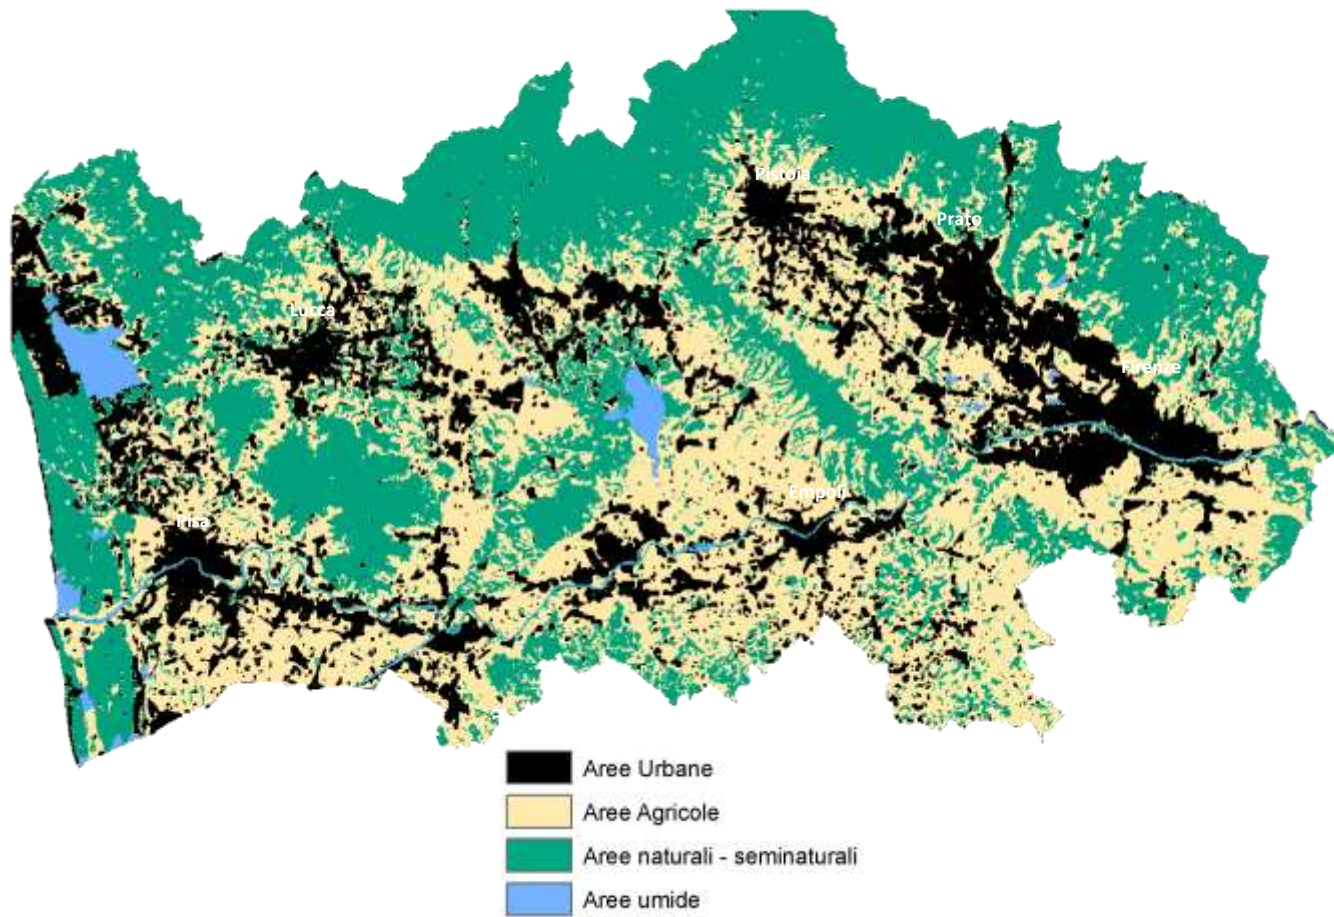 Pistoia
Prato
Lucca
Firenze
Empoli
Pisa
Aree Urbane
Aree Agricole
Aree naturali - seminaturali
Aree umide